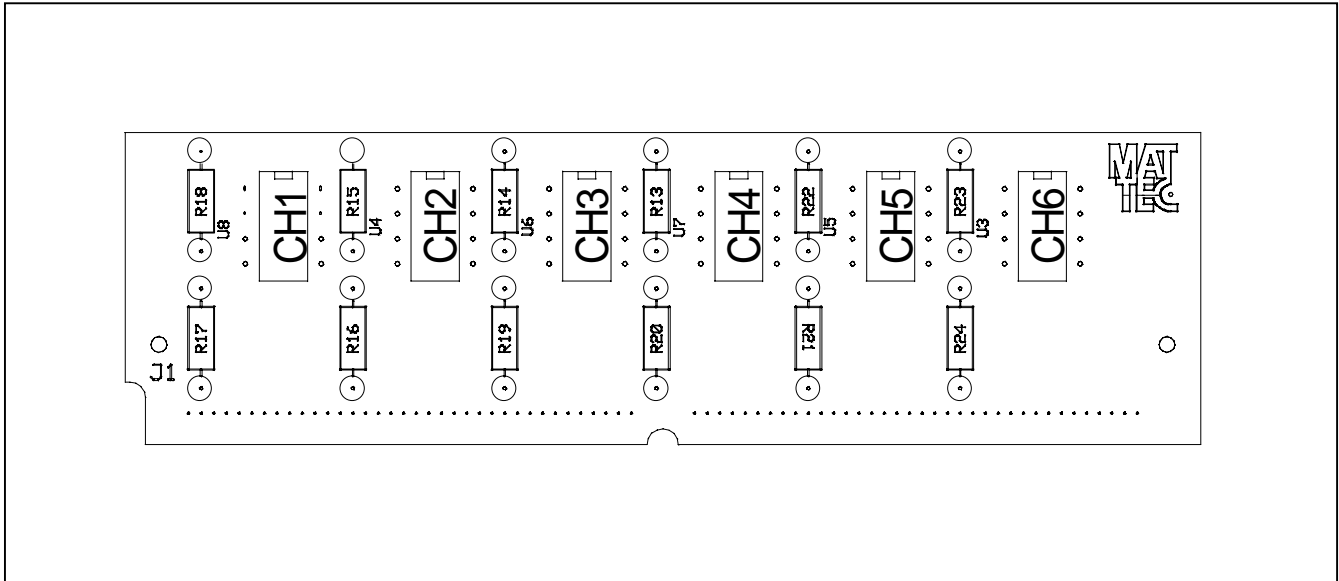 R18
U8
CH1
R15
U4
CH2
R14
U6
CH3
R13
U7
CH4
R22
U5
CH5
R23
U3
CH6
MAT
TEC
R17
R16
R19
R20
R21
R24
J1